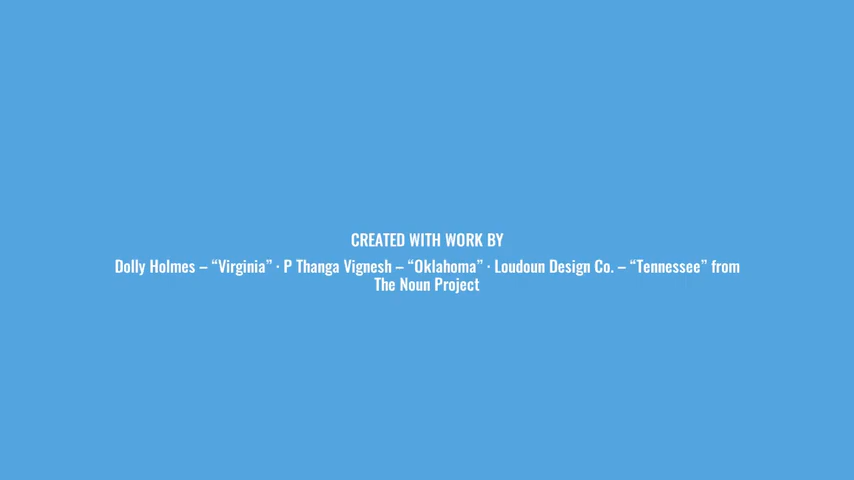 CREATED WITH WORK BY
Dolly Holmes – “Virginia” · P Thanga Vignesh – “Oklahoma” · Loudoun Design Co. – “Tennessee” from
The Noun Project